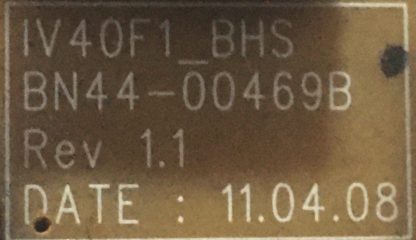 IV40F1_BHS
BN44-00469B
Rev 1.1
DATE : 11.04.08